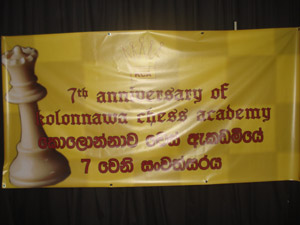 7th anniversary of
kolonnawa chess academy
කොලොන්නාව චෙස් ඇකඩමියේ
7 වෙනි සංවත්සරය